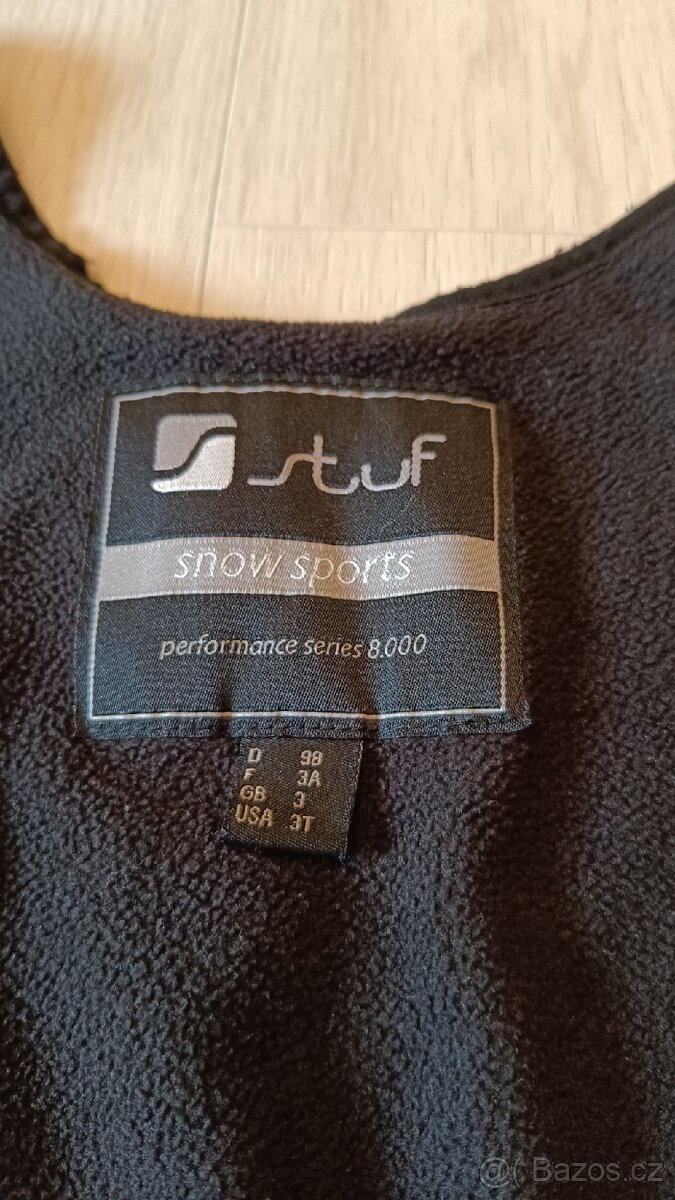 stuf
snow sports
performance series 8.000
D 98
F 3A
GB 3
USA 3T
@( Bazos.cz